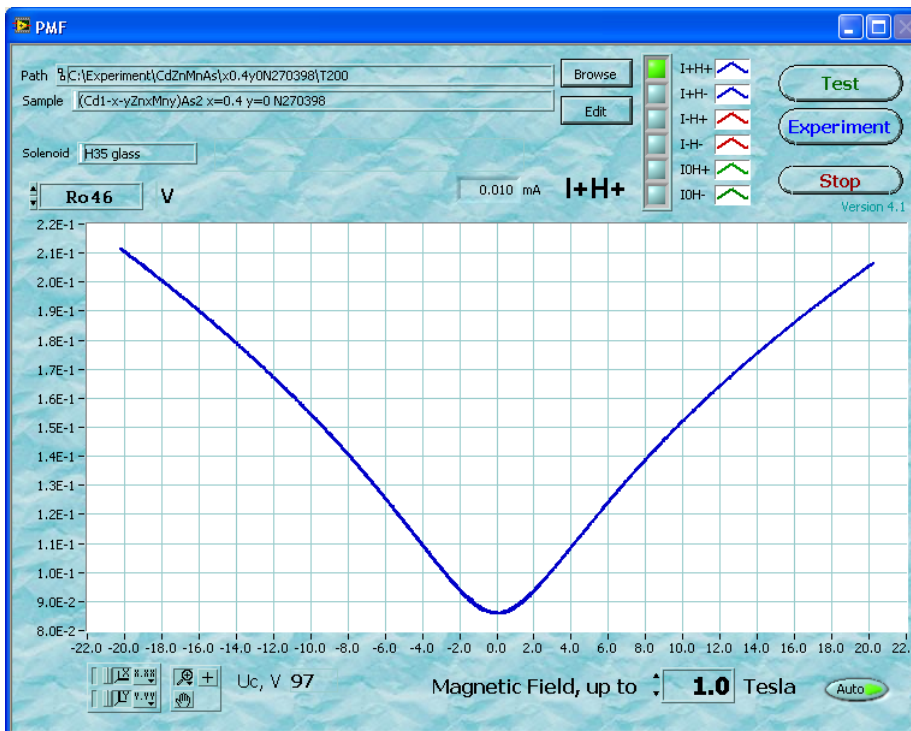 PMF
Path C:\Experiment\CdZnMnAs\x0.4y0N270398\T200
Browse
Sample (Cd1-x-yZnxMny)As2 x=0.4 y=0 N270398
Edit
Solenoid H35 glass
I+H+
I+H-
I-H+
I-H-
I0H+
I0H-
Test
Experiment
Stop
Version 4.1
Ro46 V
0.010 mA I+H+
2.2E-1
2.1E-1
2.0E-1
1.9E-1
1.8E-1
1.7E-1
1.6E-1
1.4E-1
1.3E-1
1.2E-1
1.1E-1
1.0E-1
9.0E-2
8.0E-2
-22.0 -20.0 -18.0 -16.0 -14.0 -12.0 -10.0 -8.0 -6.0 -4.0 -2.0 0.0 2.0 4.0 6.0 8.0 10.0 12.0 14.0 16.0 18.0 20.0 22.
X 8.88
Y Y.YY
Uc, V 97
Magnetic Field, up to 1.0 Tesla
Auto